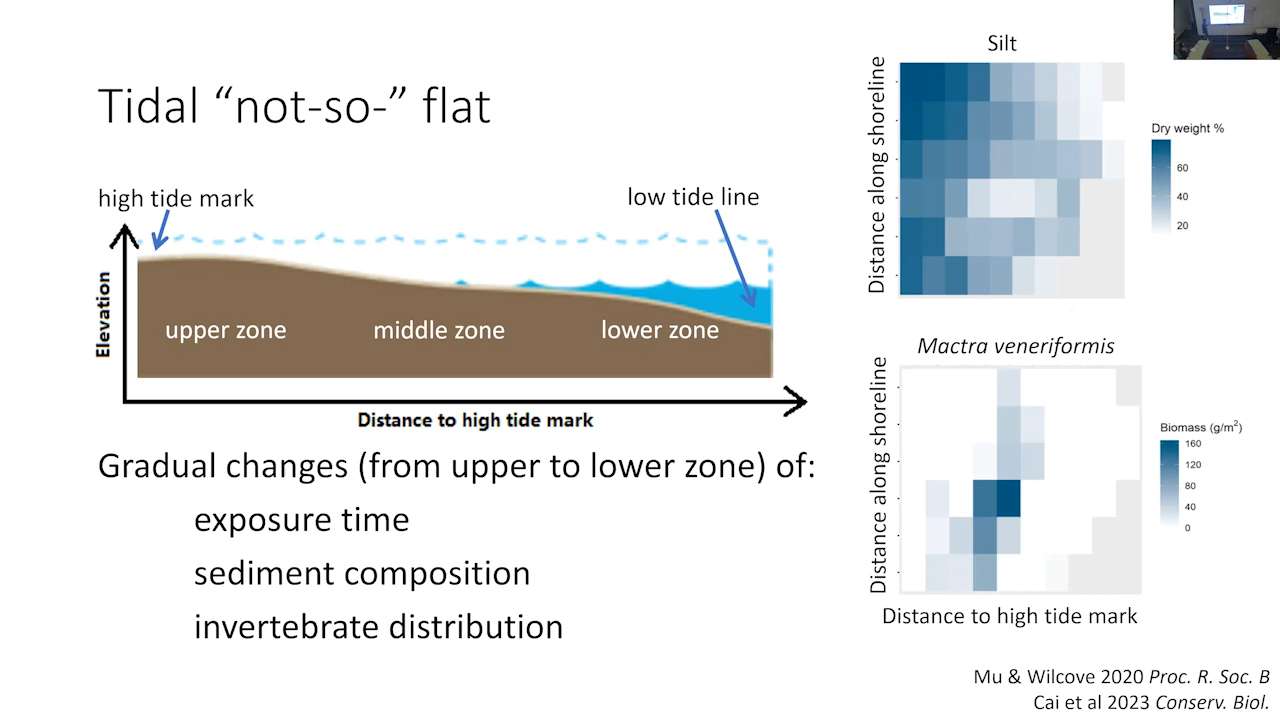 Tidal “not-so-” flat
high tide mark
low tide line
Elevation
upper zone
middle zone
lower zone
Distance to high tide mark
Gradual changes (from upper to lower zone) of:
exposure time
sediment composition
invertebrate distribution
Silt
Distance along shoreline
Dry weight %
60
40
20
Mactra veneriformis
Distance along shoreline
Biomass (g/m²)
160
120
80
40
0
Distance to high tide mark
Mu & Wilcove 2020 Proc. R. Soc. B
Cai et al 2023 Conserv. Biol.